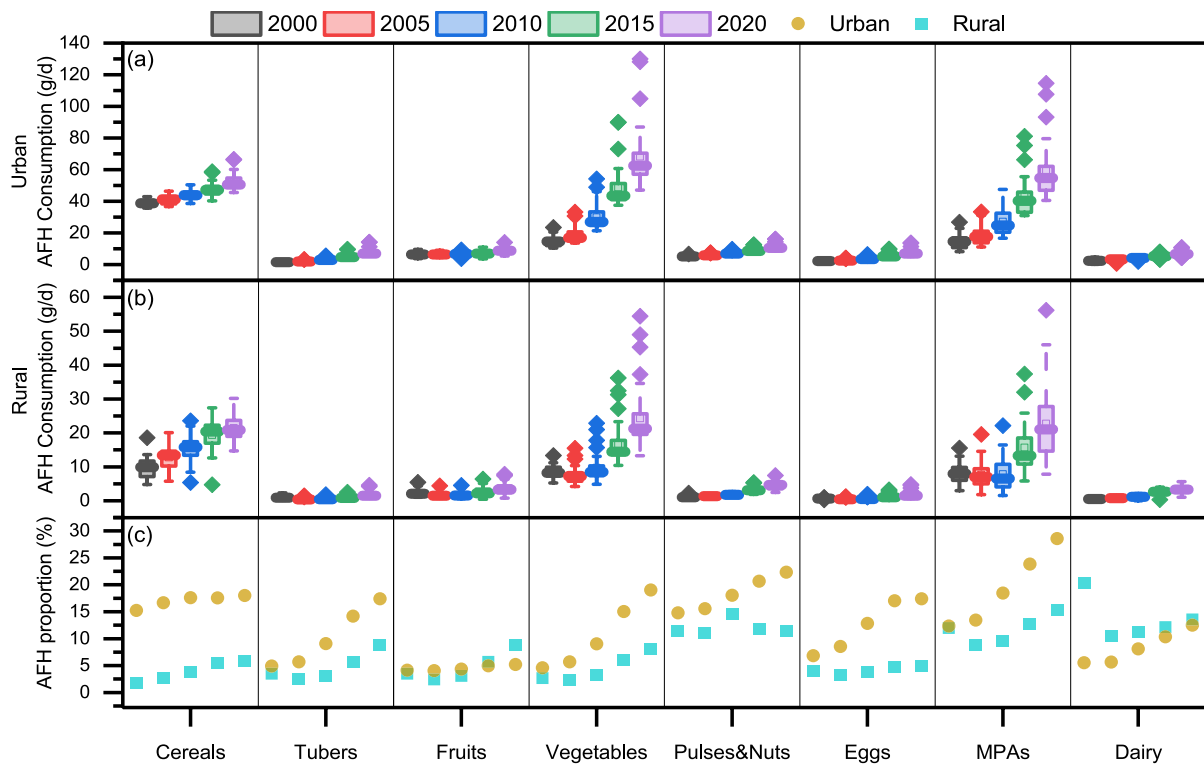 2000 2005 2010 2015 2020 Urban Rural
(a)
Urban
AFH Consumption (g/d)
140
120
100
80
60
40
20
0
(b)
Rural
AFH Consumption (g/d)
60
50
40
30
20
10
0
(c)
AFH proportion (%)
30
25
20
15
10
5
0
Cereals Tubers Fruits Vegetables Pulses&Nuts Eggs MPAs Dairy